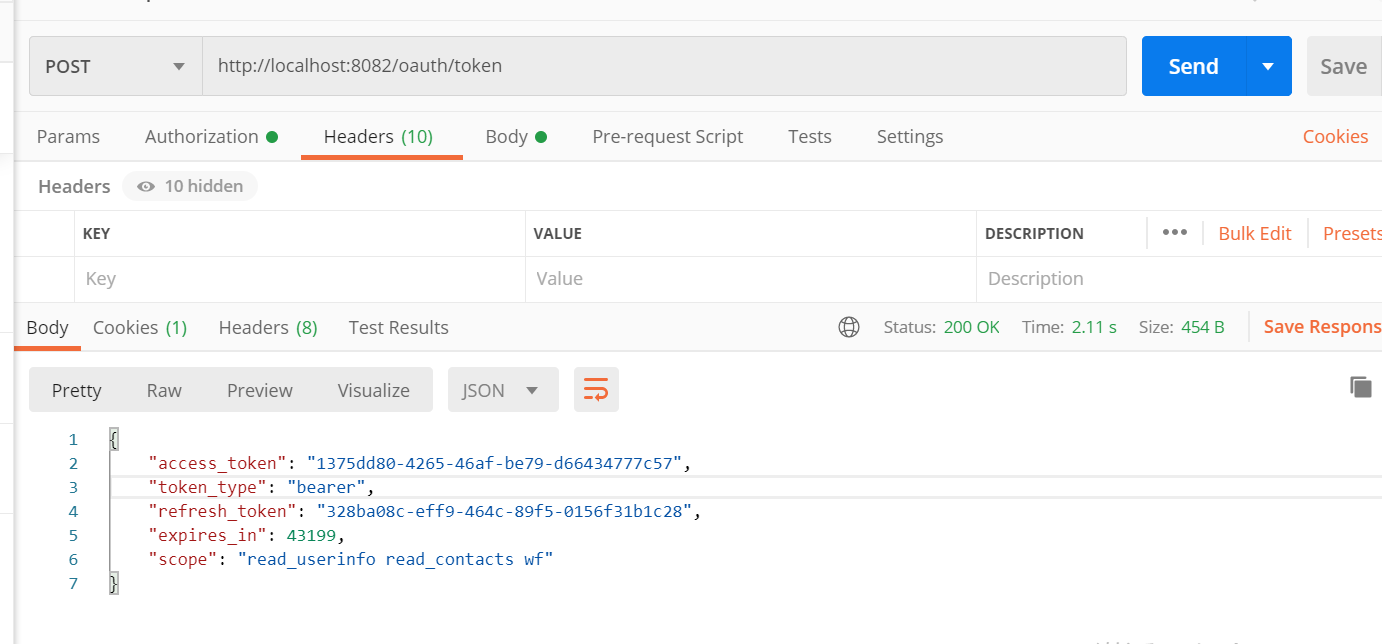 POST http://localhost:8082/oauth/token Send Save
Params Authorization Headers (10) Body Pre-request Script Tests Settings Cookies
Headers 10 hidden
KEY VALUE DESCRIPTION ••• Bulk Edit Presets
Key Value Description
Body Cookies (1) Headers (8) Test Results Status: 200 OK Time: 2.11 s Size: 454 B Save Respons
Pretty Raw Preview Visualize JSON
1 {
2 "access_token": "1375dd80-4265-46af-be79-d66434777c57",
3 "token_type": "bearer",
4 "refresh_token": "328ba08c-eff9-464c-89f5-0156f31b1c28",
5 "expires_in": 43199,
6 "scope": "read_userinfo read_contacts wf"
7 }